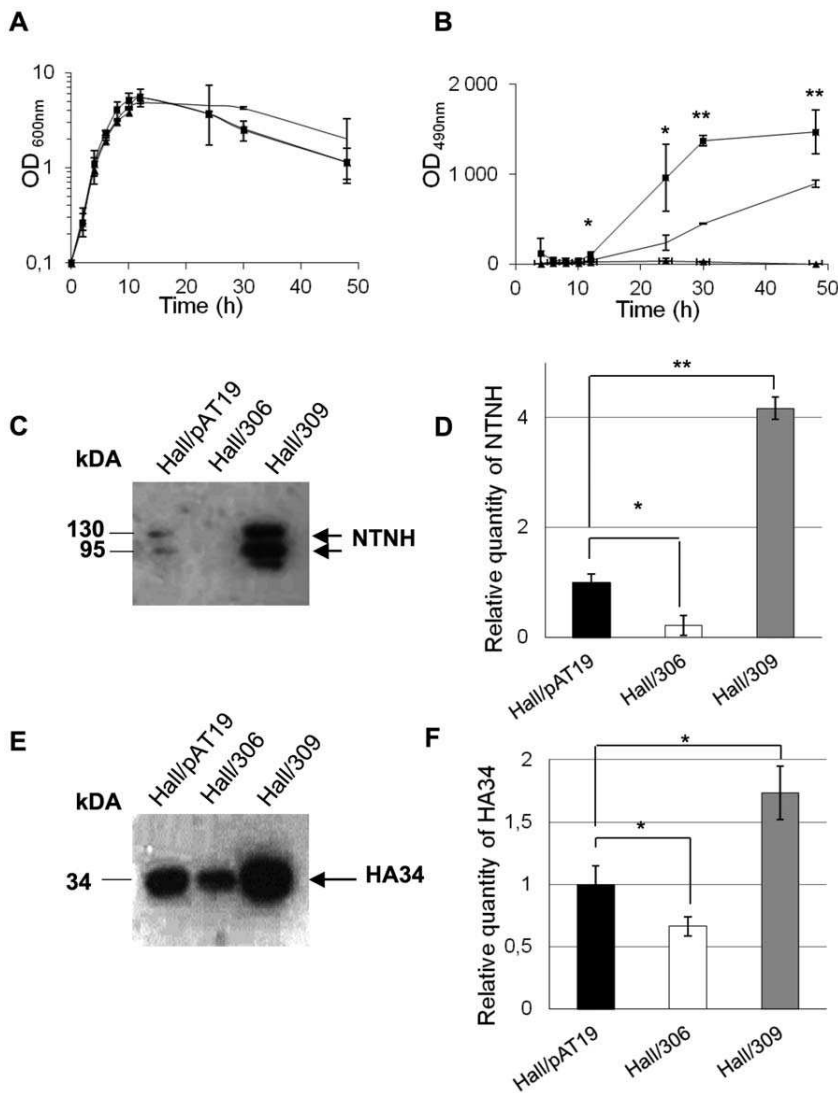 A
OD 600nm
10
1
0,1
0 10 20 30 40 50
Time (h)
B
OD490nm
2 000
1 000
0
* * ** **
0 10 20 30 40 50
Time (h)
C
kDA
Hall/pAT19
Hall/306
Hall/309
130
95
NTNH
D
Relative quantity of NTNH
4
2
0
**
*
Hall/pAT19
Hall/306
Hall/309
E
kDA
Hall/pAT19
Hall/306
Hall/309
34
HA34
F
Relative quantity of HA34
2
1,5
1
0,5
0
*
*
Hall/pAT19
Hall/306
Hall/309